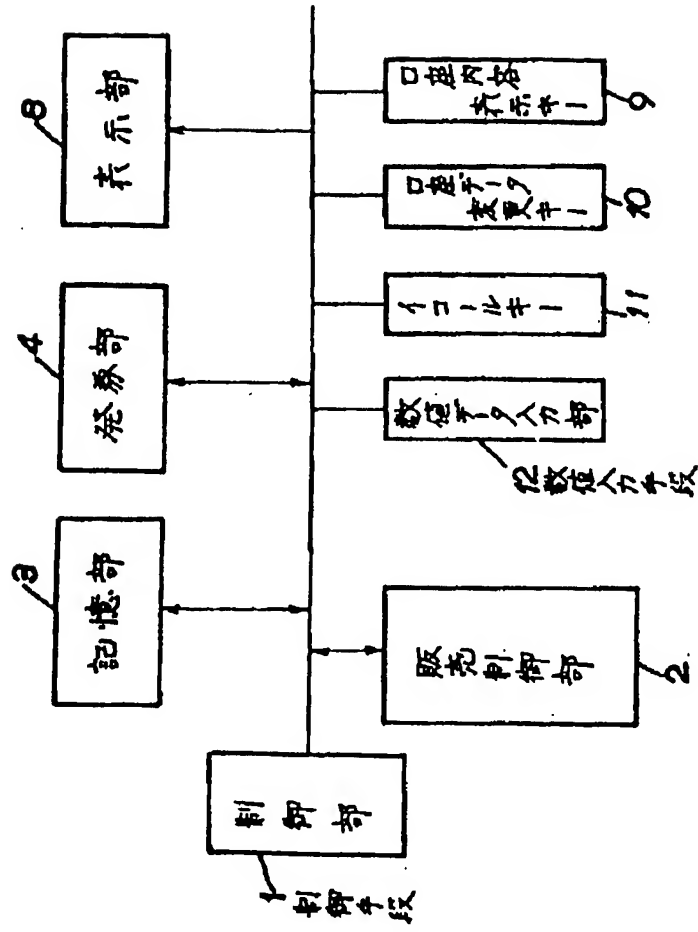 8
表示部
4
発券部
3
記憶部
口座内容
表示キー
9
口座データ
変更キー
10
イコールキー
11
数値データ入力部
12 数値入力手段
販売制御部
2
制御部
1 制御手段